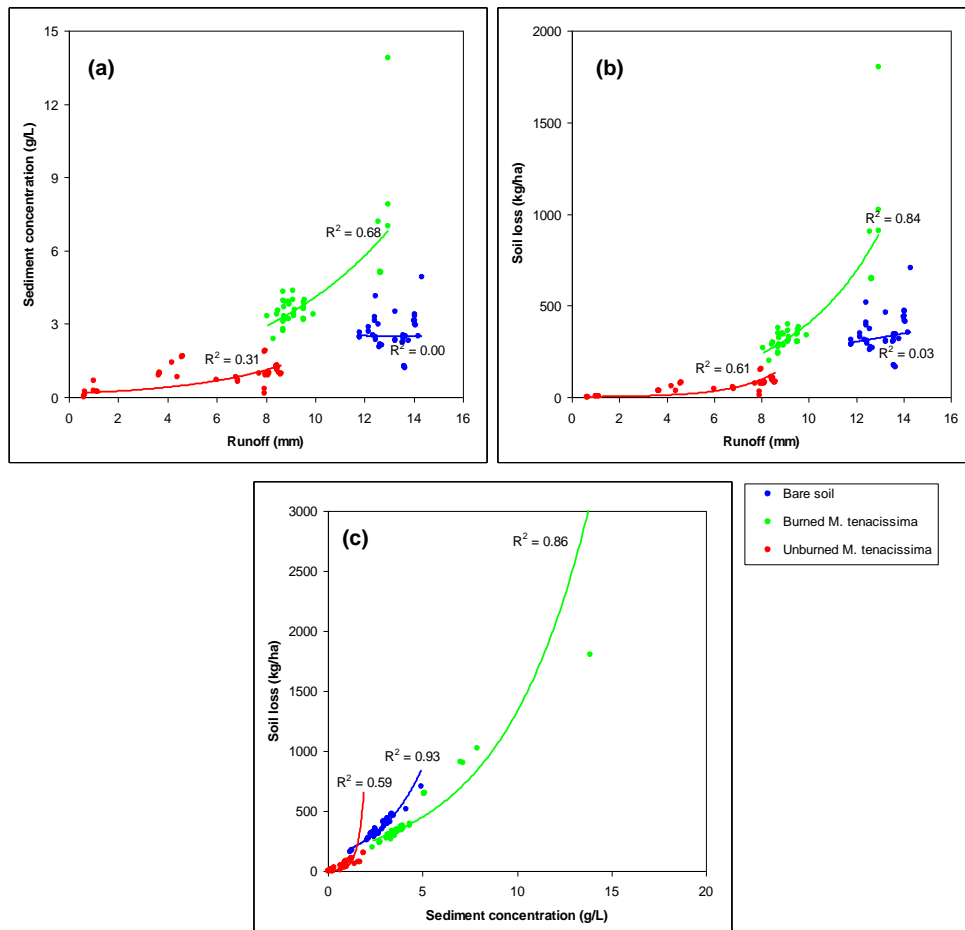 (a)
Sediment concentration (g/L)
15
12
9
6
3
0
R² = 0.68
R² = 0.31
R² = 0.00
0 2 4 6 8 10 12 14 16
Runoff (mm)
(b)
Soil loss (kg/ha)
2000
1500
1000
500
0
R² = 0.84
R² = 0.61
R² = 0.03
0 2 4 6 8 10 12 14 16
Runoff (mm)
(c)
Soil loss (kg/ha)
3000
2500
2000
1500
1000
500
0
R² = 0.86
R² = 0.93
R² = 0.59
0 5 10 15 20
Sediment concentration (g/L)
Bare soil
Burned M. tenacissima
Unburned M. tenacissima